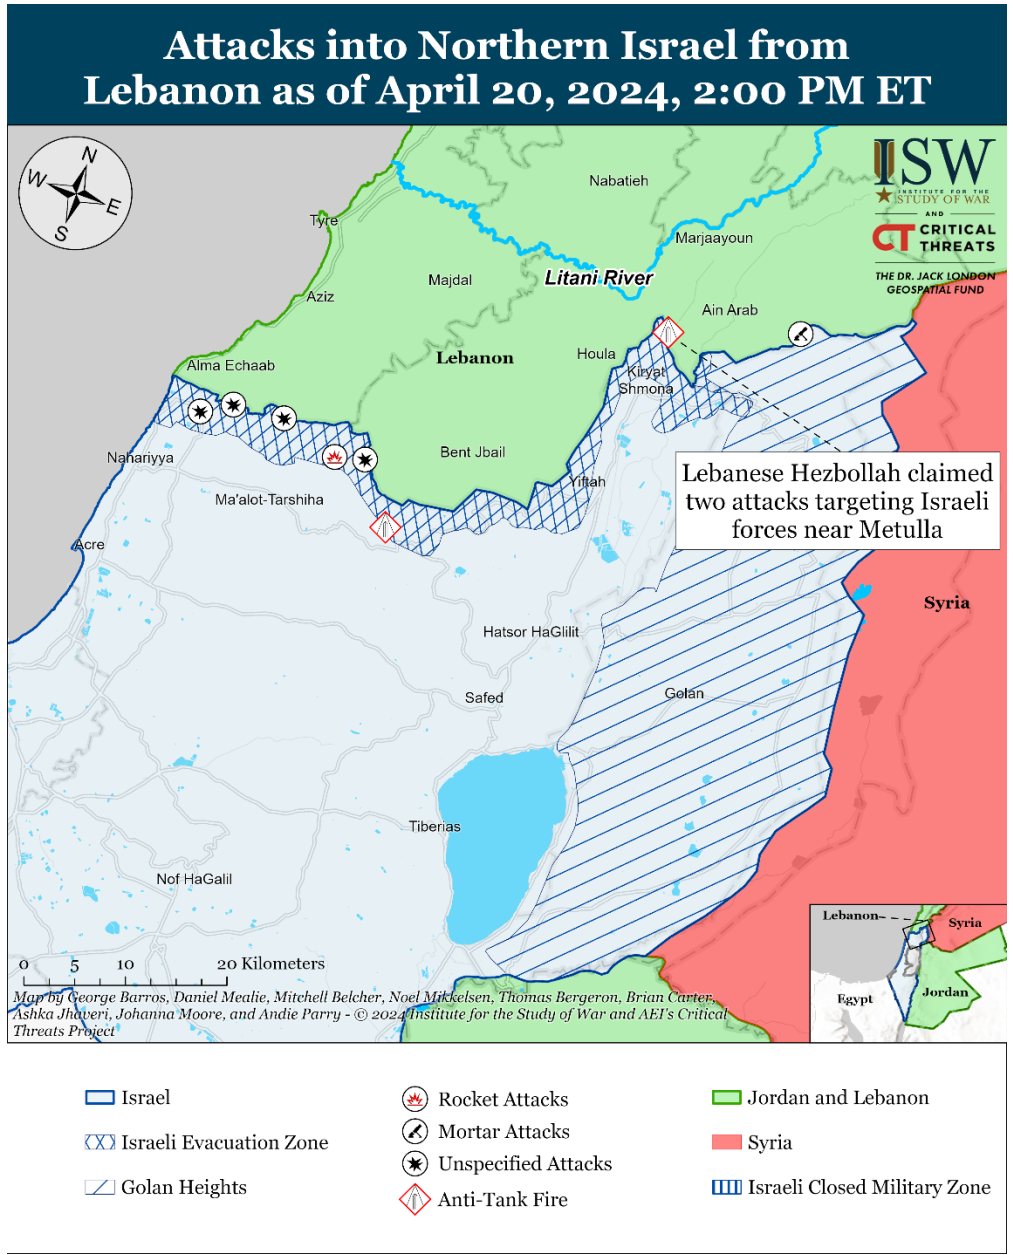 Attacks into Northern Israel from
Lebanon as of April 20, 2024, 2:00 PM ET
N
W
E
S
ISW
INSTITUTE FOR THE
STUDY OF WAR
AND
CT CRITICAL
THREATS
THE DR. JACK LONDON
GEOSPATIAL FUND
Nabatieh
Tyre
Marjaayoun
Majdal
Litani River
Aziz
Ain Arab
Lebanon
Houla
Alma Echaab
Kiryat
Shmona
Nahariyya
Bent Jbail
Lebanese Hezbollah claimed
two attacks targeting Israeli
forces near Metulla
Yiftah
Ma'alot-Tarshiha
Acre
Syria
Hatsor HaGlilit
Safed
Golan
Tiberias
Nof HaGalil
Lebanon
Syria
Egypt
Jordan
0 5 10 20 Kilometers
Map by George Barros, Daniel Mealie, Mitchell Belcher, Noel Mikkelsen, Thomas Bergeron, Brian Carter,
Ashka Jhaveri, Johanna Moore, and Andie Parry - © 2024 Institute for the Study of War and AEI's Critical
Threats Project
Israel
Israeli Evacuation Zone
Golan Heights
Rocket Attacks
Mortar Attacks
Unspecified Attacks
Anti-Tank Fire
Jordan and Lebanon
Syria
Israeli Closed Military Zone